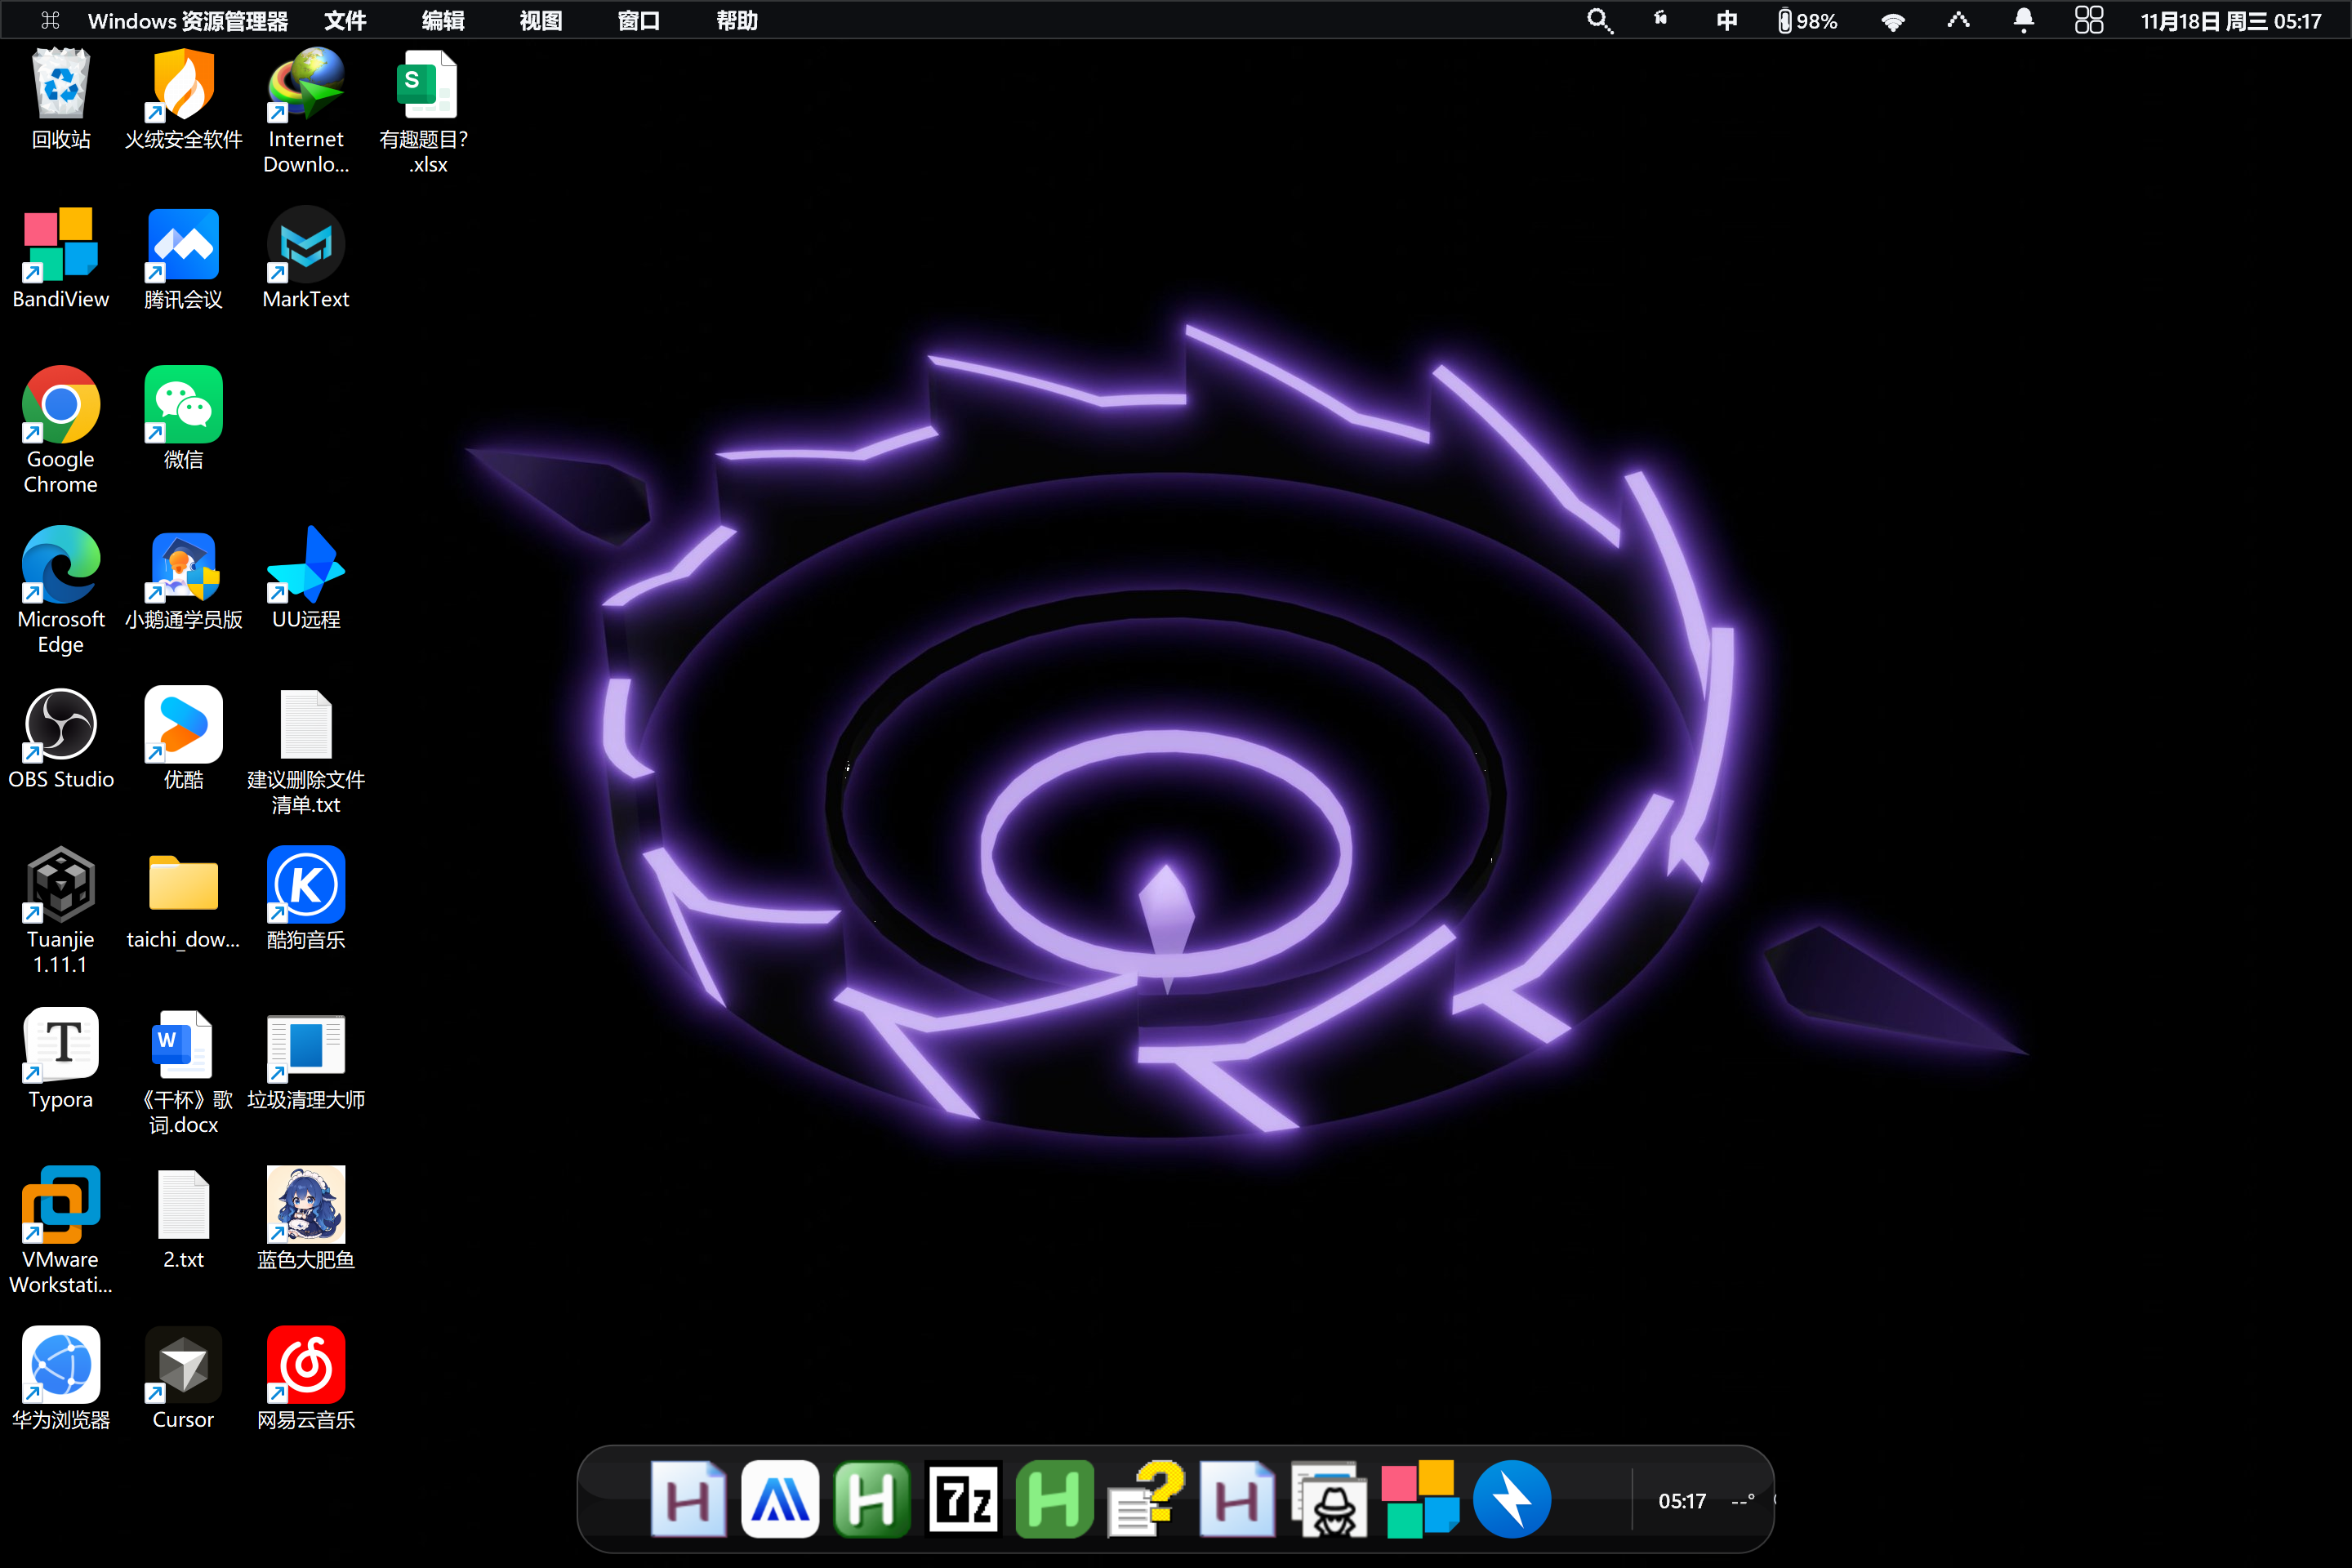 Windows 资源管理器 文件 编辑 视图 窗口 帮助 中 98% 11月18日 周三 05:17
回收站
火绒安全软件
Internet
Downlo...
有趣题目?
.xlsx
BandiView
腾讯会议
MarkText
Google
Chrome
微信
Microsoft
Edge
小鹅通学员版
UU远程
OBS Studio
优酷
建议删除文件
清单.txt
Tuanjie
1.11.1
taichi_dow...
酷狗音乐
Typora
《干杯》歌
词.docx
垃圾清理大师
VMware
Workstati...
2.txt
蓝色大肥鱼
华为浏览器
Cursor
网易云音乐
05:17 --°